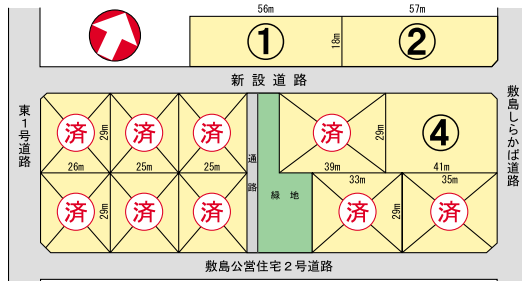 56m
57m
①
18m
②
新設道路
東1号道路
敷島しらかば道路
済
29m
済
済
済
29m
④
26m
25m
25m
通路
39m
41m
緑地
33m
35m
済
29m
済
済
済
29m
済
敷島公営住宅2号道路